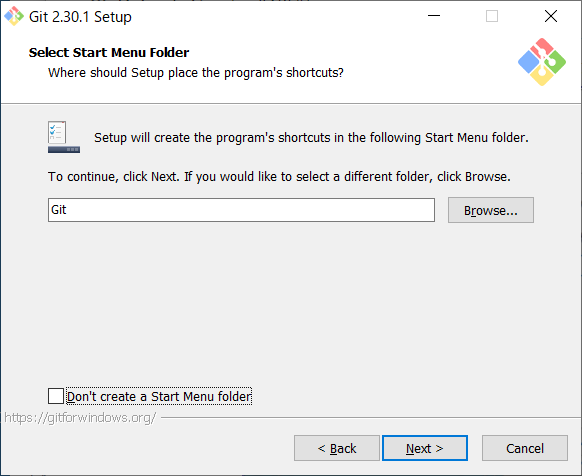 Git 2.30.1 Setup
Select Start Menu Folder
Where should Setup place the program's shortcuts?
Setup will create the program's shortcuts in the following Start Menu folder.
To continue, click Next. If you would like to select a different folder, click Browse.
Git
Browse...
Don't create a Start Menu folder
https://gitforwindows.org/
< Back
Next >
Cancel